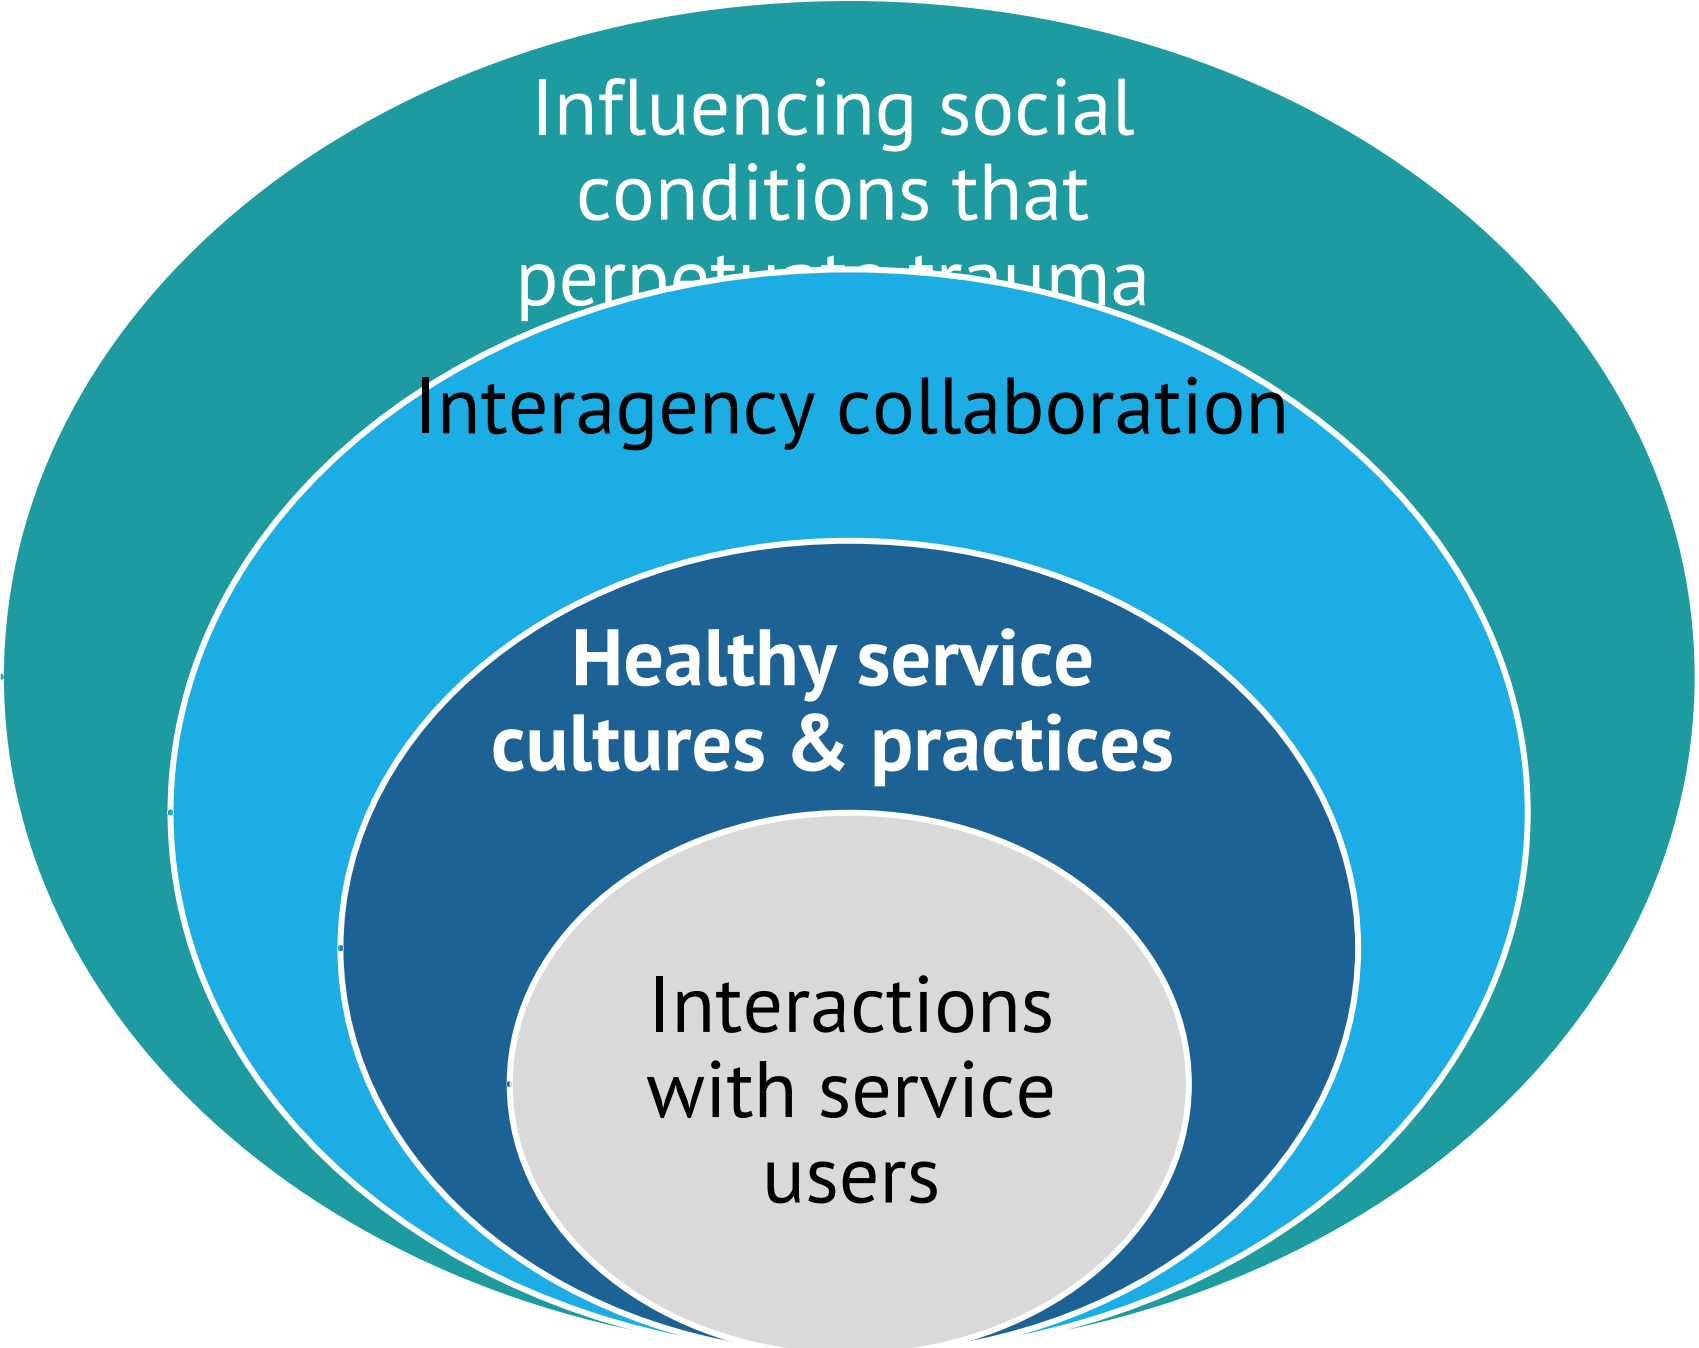 Influencing social
conditions that
perpetuate trauma
Interagency collaboration
Healthy service
cultures & practices
Interactions
with service
users